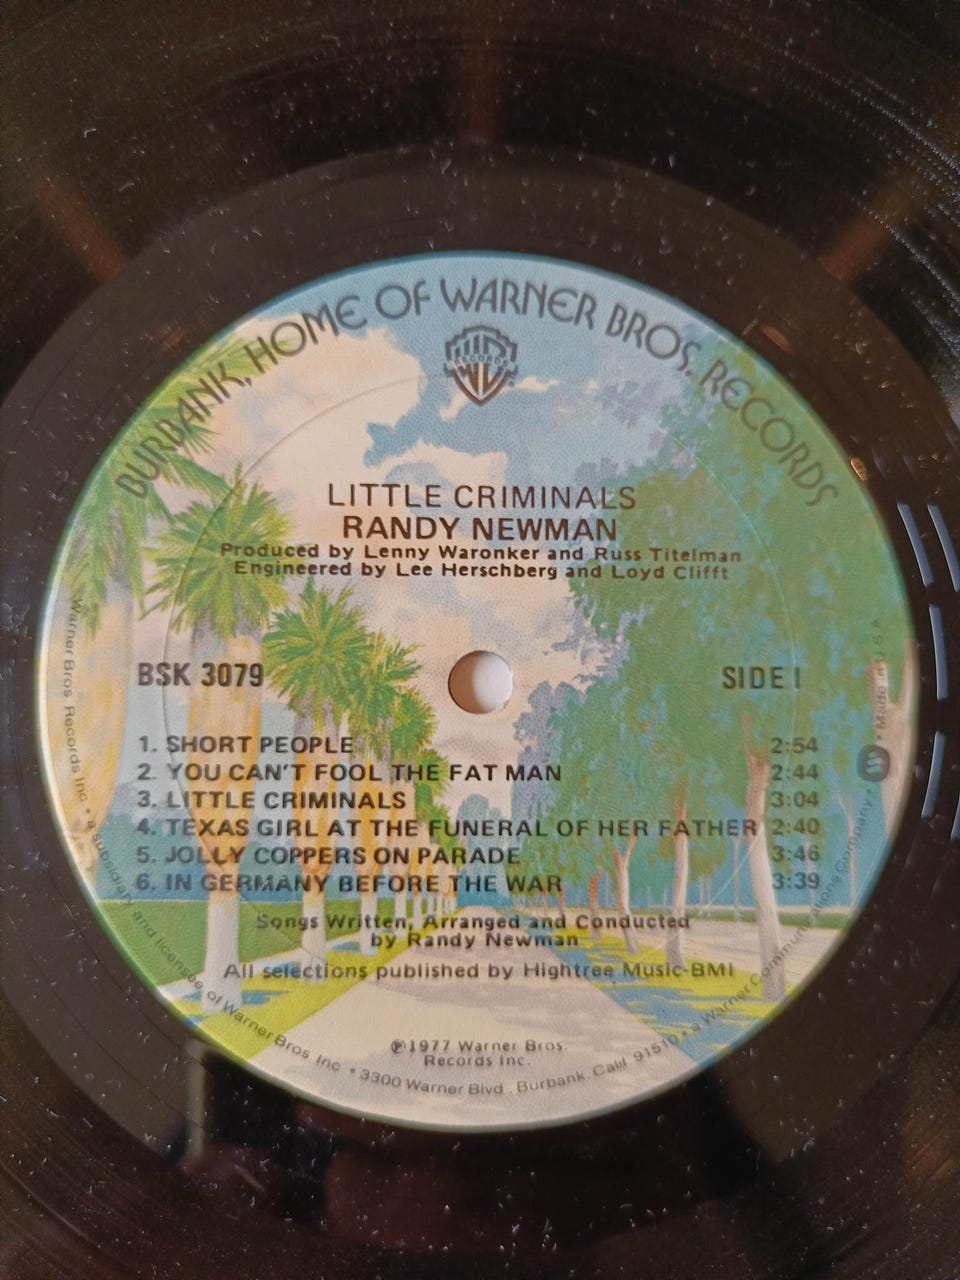 BURBANK, HOME OF WARNER BROS. RECORDS
RECORDS
LITTLE CRIMINALS
RANDY NEWMAN
Produced by Lenny Waronker and Russ Titelman
Engineered by Lee Herschberg and Loyd Clifft
BSK 3079
SIDE 1
1. SHORT PEOPLE 2:54
2. YOU CAN'T FOOL THE FAT MAN 2:44
3. LITTLE CRIMINALS 3:04
4. TEXAS GIRL AT THE FUNERAL OF HER FATHER 2:40
5. JOLLY COPPERS ON PARADE 3:46
6. IN GERMANY BEFORE THE WAR 3:39
Songs Written, Arranged and Conducted
by Randy Newman
All selections published by Hightree Music-BMI
℗1977 Warner Bros.
Records Inc.
Warner Bros Records Inc • a subsidiary and licensee of Warner Bros Inc • 3300 Warner Blvd. Burbank. Calif 91510 • a Warner Communications Company • Made in U S A